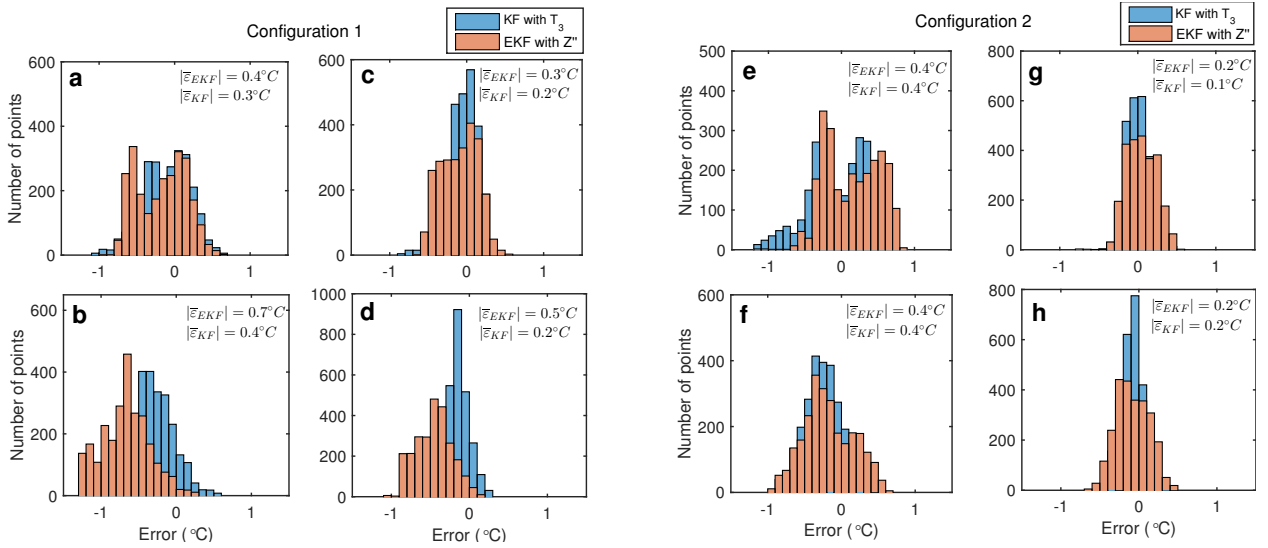 Configuration 1
KF with T3
EKF with Z"
Configuration 2
KF with T3
EKF with Z"
a
|ε̅EKF| = 0.4°C
|ε̅KF| = 0.3°C
600
400
200
0
-1
0
1
Number of points
c
|ε̅EKF| = 0.3°C
|ε̅KF| = 0.2°C
600
400
200
0
-1
0
1
e
|ε̅EKF| = 0.4°C
|ε̅KF| = 0.4°C
500
400
300
200
100
0
-1
0
1
Number of points
g
|ε̅EKF| = 0.2°C
|ε̅KF| = 0.1°C
800
600
400
200
0
-1
0
1
b
|ε̅EKF| = 0.7°C
|ε̅KF| = 0.4°C
600
400
200
0
-1
0
1
Number of points
Error (°C)
d
|ε̅EKF| = 0.5°C
|ε̅KF| = 0.2°C
1000
800
600
400
200
0
-1
0
1
Error (°C)
f
|ε̅EKF| = 0.4°C
|ε̅KF| = 0.4°C
600
400
200
0
-1
0
1
Number of points
Error (°C)
h
|ε̅EKF| = 0.2°C
|ε̅KF| = 0.2°C
800
600
400
200
0
-1
0
1
Error (°C)